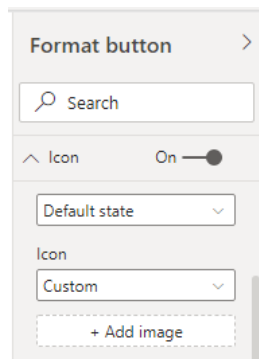 Format button
Search
Icon On
Default state
Icon
Custom
+ Add image